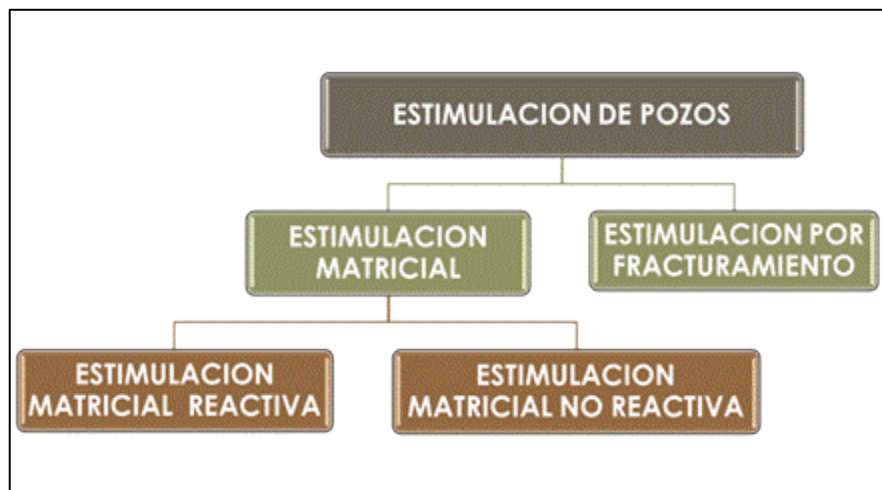 ESTIMULACION DE POZOS
ESTIMULACION
MATRICIAL
ESTIMULACION POR
FRACTURAMIENTO
ESTIMULACION
MATRICIAL REACTIVA
ESTIMULACION
MATRICIAL NO REACTIVA